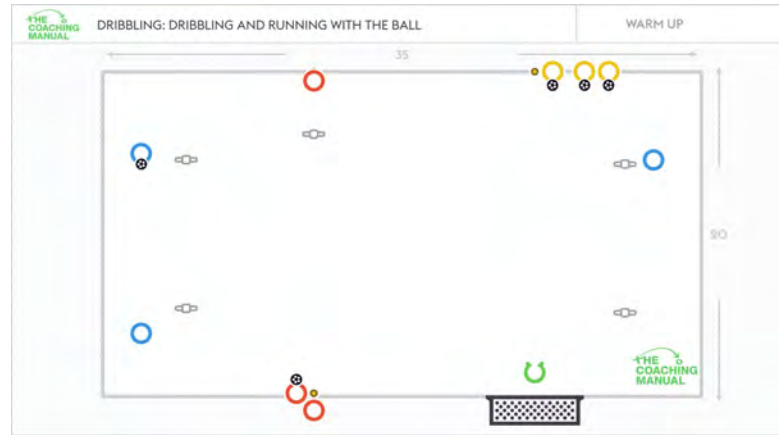 THE
COACHING
MANUAL
DRIBBLING: DRIBBLING AND RUNNING WITH THE BALL
WARM UP
35
20
THE
COACHING
MANUAL